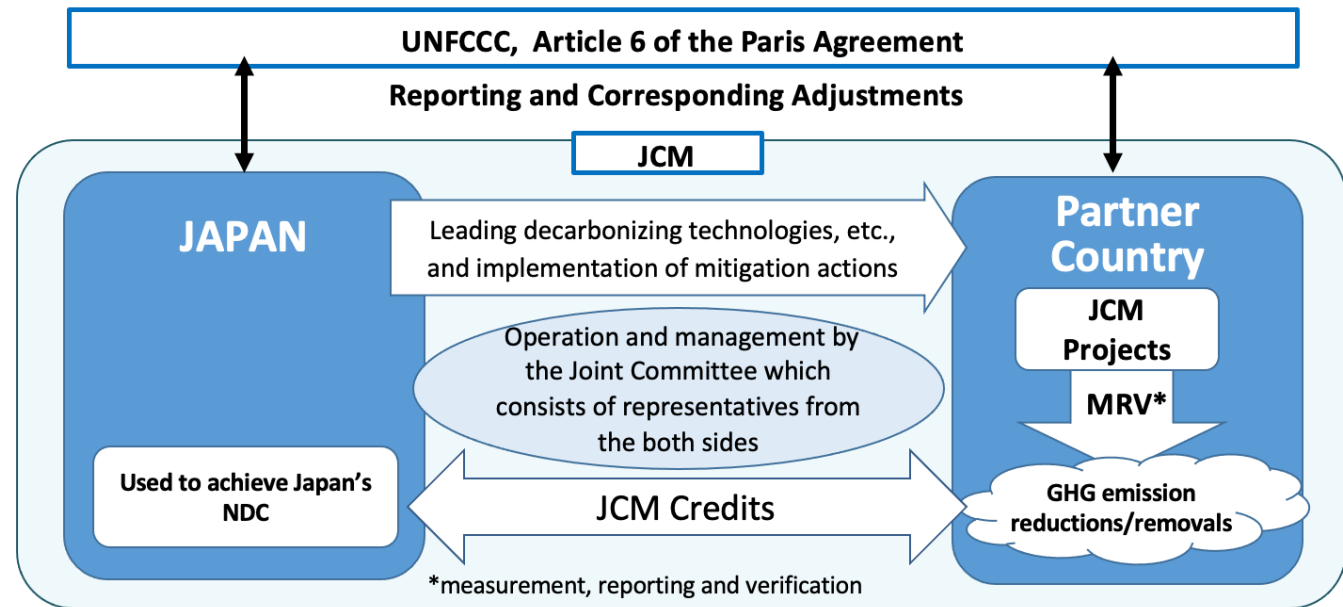 UNFCCC, Article 6 of the Paris Agreement
Reporting and Corresponding Adjustments
JCM
JAPAN
Leading decarbonizing technologies, etc.,
and implementation of mitigation actions
Partner
Country
JCM
Projects
Operation and management by
the Joint Committee which
consists of representatives from
the both sides
MRV*
Used to achieve Japan's
NDC
JCM Credits
GHG emission
reductions/removals
*measurement, reporting and verification